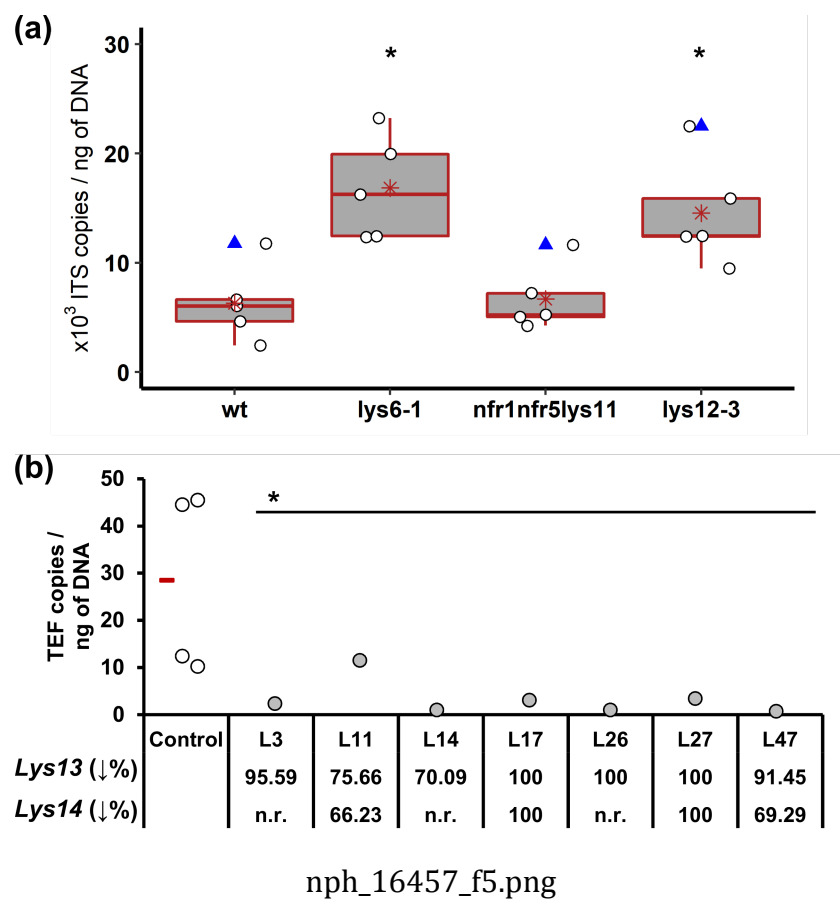 (a)
x10³ ITS copies / ng of DNA
30
20
10
0
* *
wt lys6-1 nfr1nfr5lys11 lys12-3
(b)
TEF copies /
ng of DNA
50
40
30
20
10
0
*
Control L3 L11 L14 L17 L26 L27 L47
Lys13 (↓%) 95.59 75.66 70.09 100 100 100 91.45
Lys14 (↓%) n.r. 66.23 n.r. 100 n.r. 100 69.29
nph_16457_f5.png